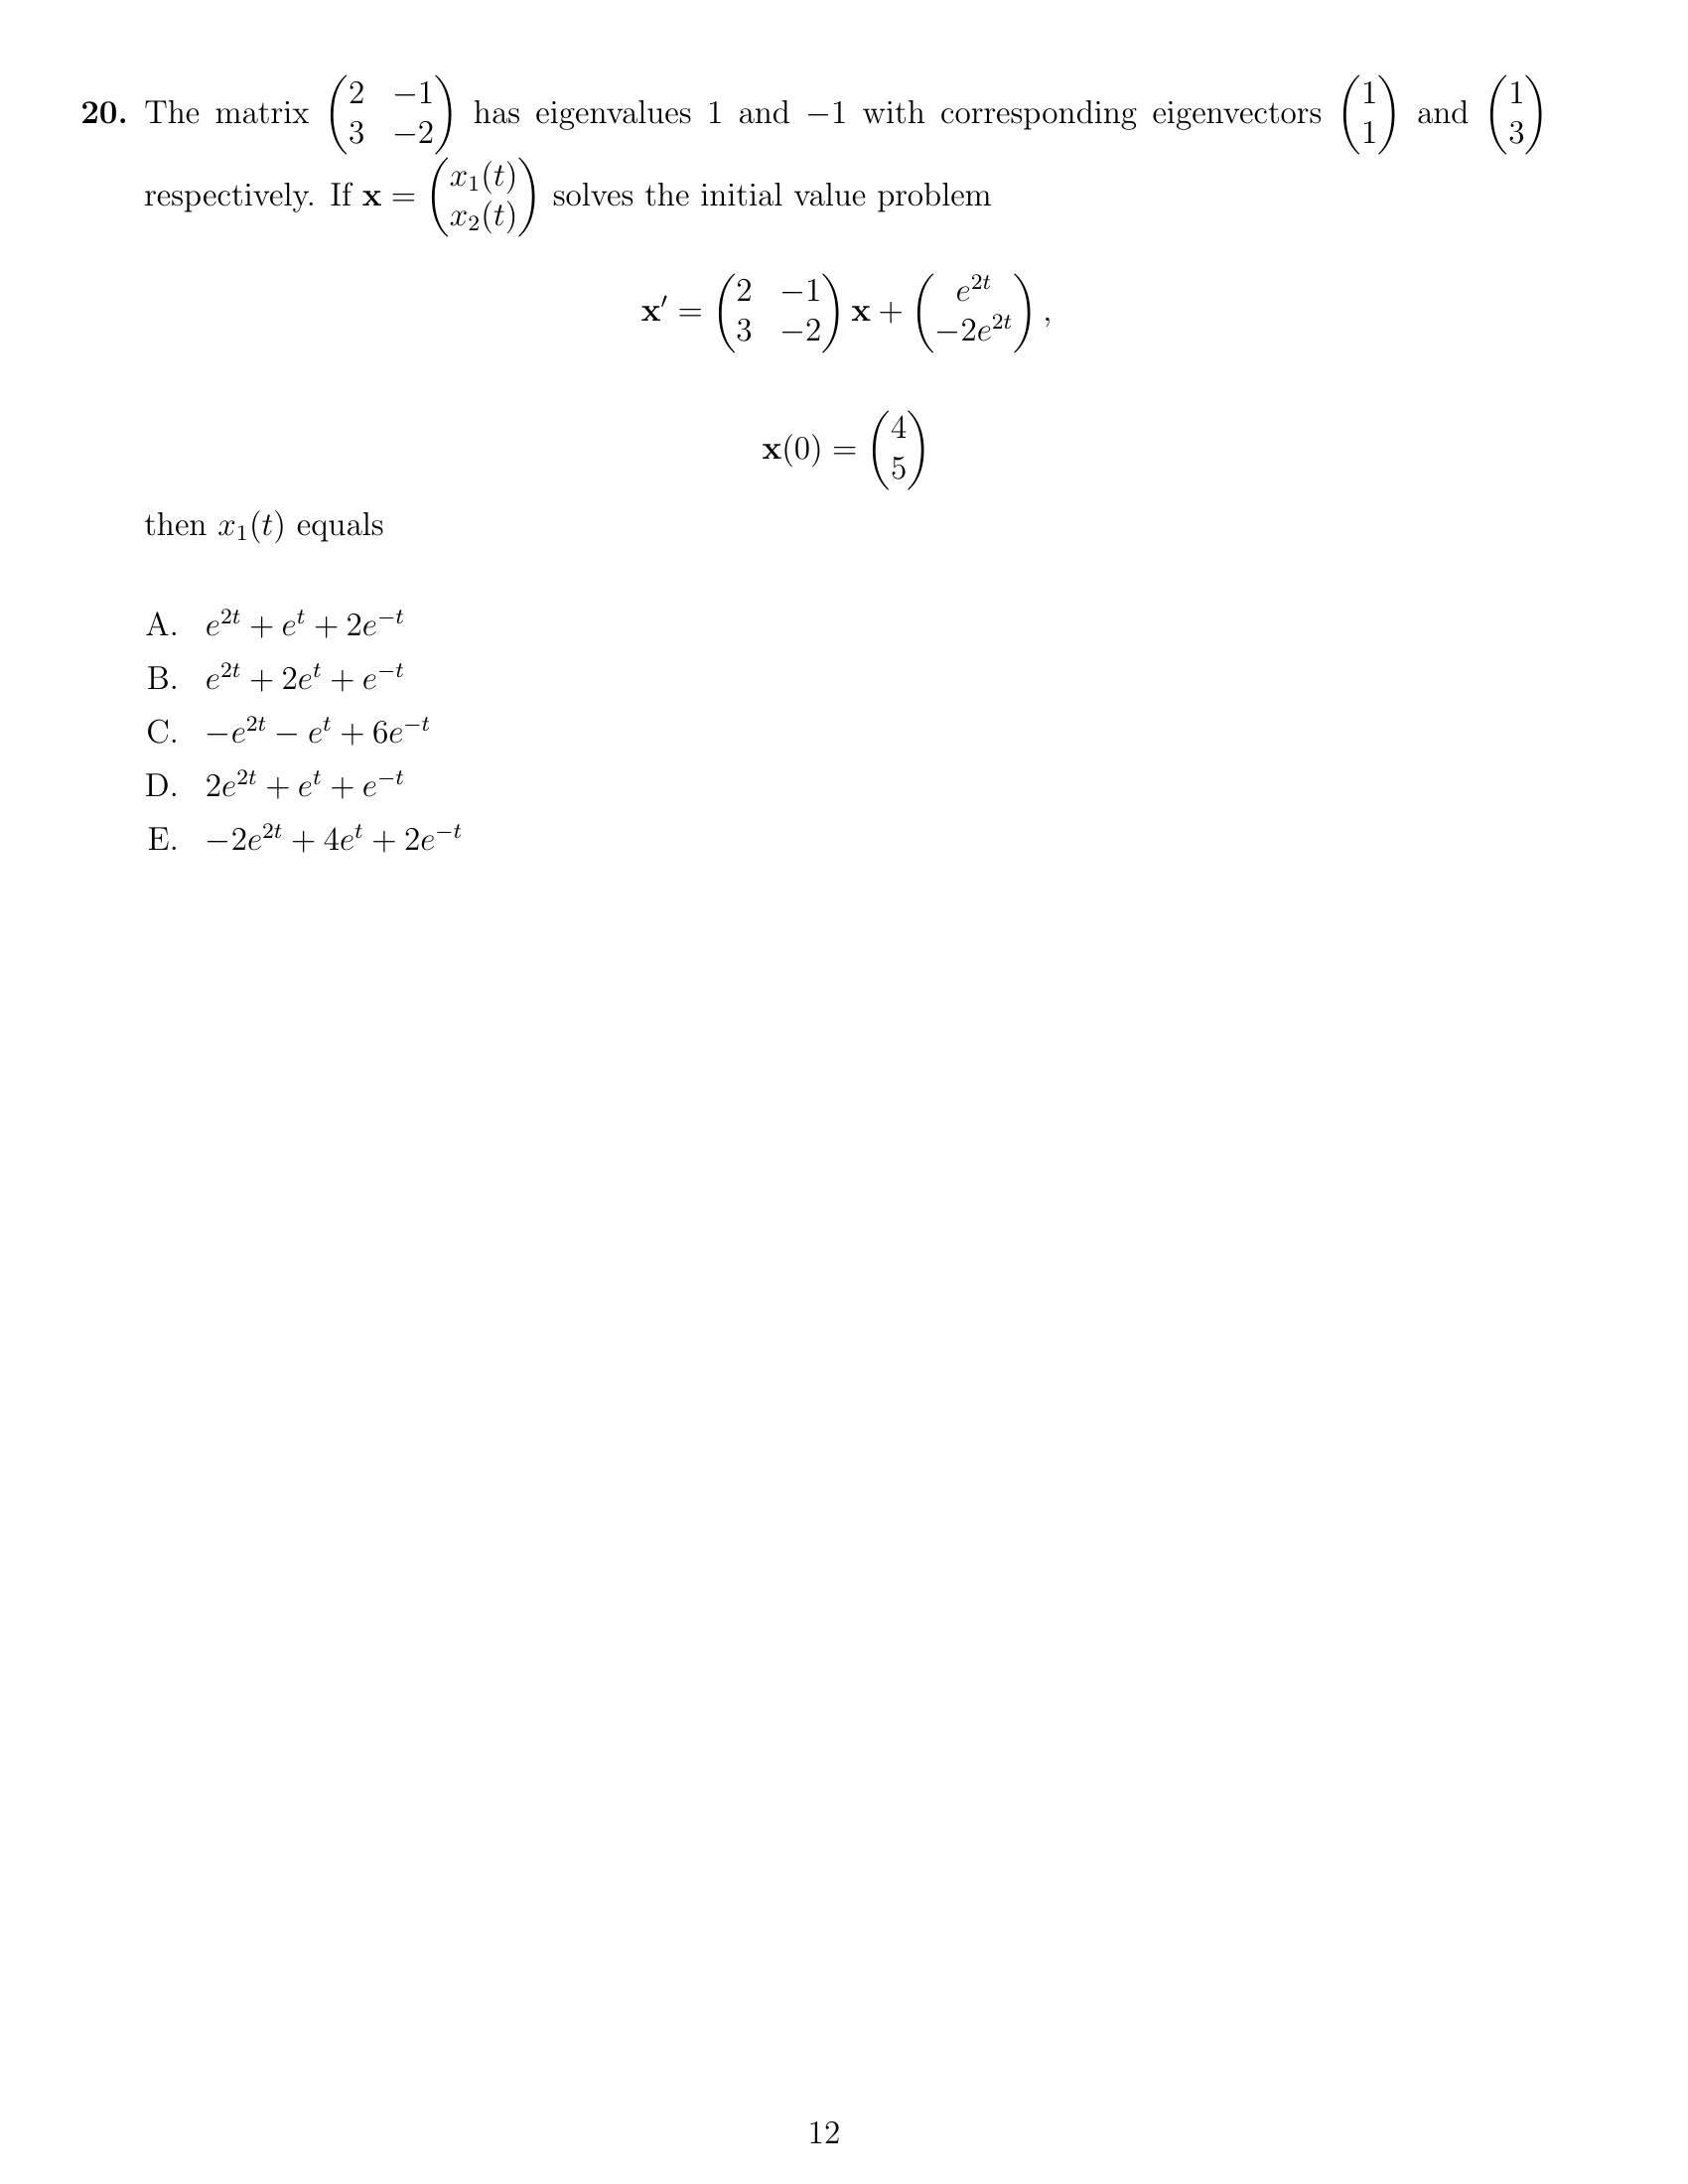 20. The matrix \begin{pmatrix} 2 & -1 \\ 3 & -2 \end{pmatrix} has eigenvalues 1 and −1 with corresponding eigenvectors \begin{pmatrix} 1 \\ 1 \end{pmatrix} and \begin{pmatrix} 1 \\ 3 \end{pmatrix}
respectively. If \mathbf{x} = \begin{pmatrix} x_1(t) \\ x_2(t) \end{pmatrix} solves the initial value problem
\mathbf{x}' = \begin{pmatrix} 2 & -1 \\ 3 & -2 \end{pmatrix} \mathbf{x} + \begin{pmatrix} e^{2t} \\ -2e^{2t} \end{pmatrix},
\mathbf{x}(0) = \begin{pmatrix} 4 \\ 5 \end{pmatrix}
then x_1(t) equals
A. e^{2t} + e^t + 2e^{-t}
B. e^{2t} + 2e^t + e^{-t}
C. -e^{2t} - e^t + 6e^{-t}
D. 2e^{2t} + e^t + e^{-t}
E. -2e^{2t} + 4e^t + 2e^{-t}
12